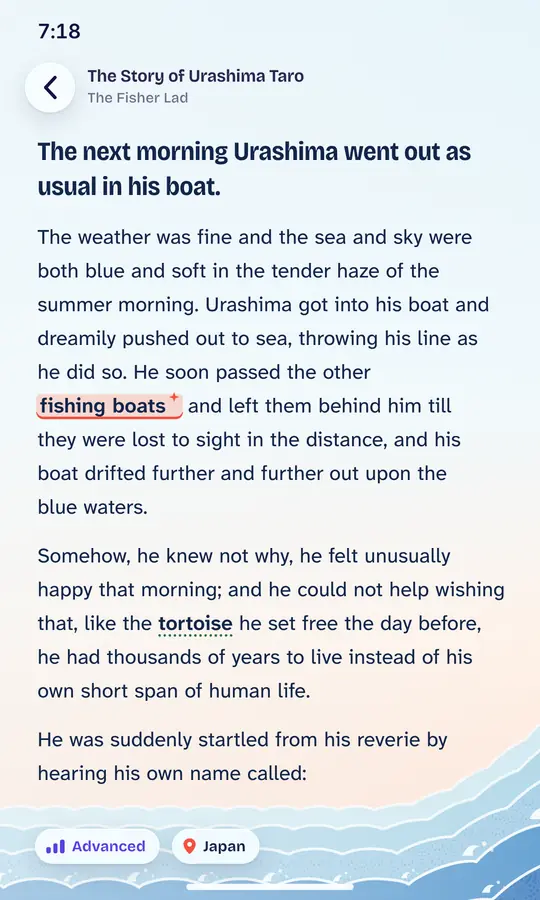 7:18
The Story of Urashima Taro
The Fisher Lad
The next morning Urashima went out as
usual in his boat.
The weather was fine and the sea and sky were
both blue and soft in the tender haze of the
summer morning. Urashima got into his boat and
dreamily pushed out to sea, throwing his line as
he did so. He soon passed the other
fishing boats and left them behind him till
they were lost to sight in the distance, and his
boat drifted further and further out upon the
blue waters.
Somehow, he knew not why, he felt unusually
happy that morning; and he could not help wishing
that, like the tortoise he set free the day before,
he had thousands of years to live instead of his
own short span of human life.
He was suddenly startled from his reverie by
hearing his own name called:
Advanced
Japan